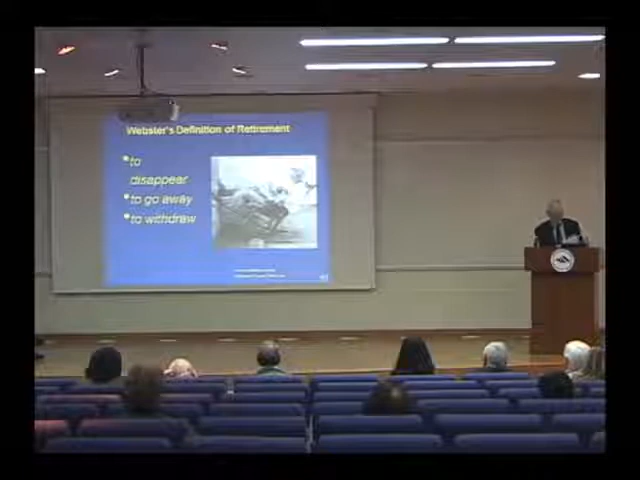 Webster's Definition of Retirement
•to
disappear
•to go away
•to withdraw